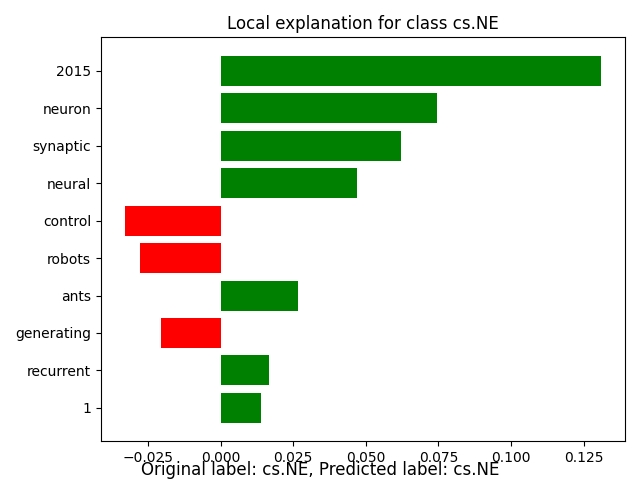 Local explanation for class cs.NE
2015
neuron
synaptic
neural
control
robots
ants
generating
recurrent
1
−0.025 0.000 0.025 0.050 0.075 0.100 0.125
Original label: cs.NE, Predicted label: cs.NE